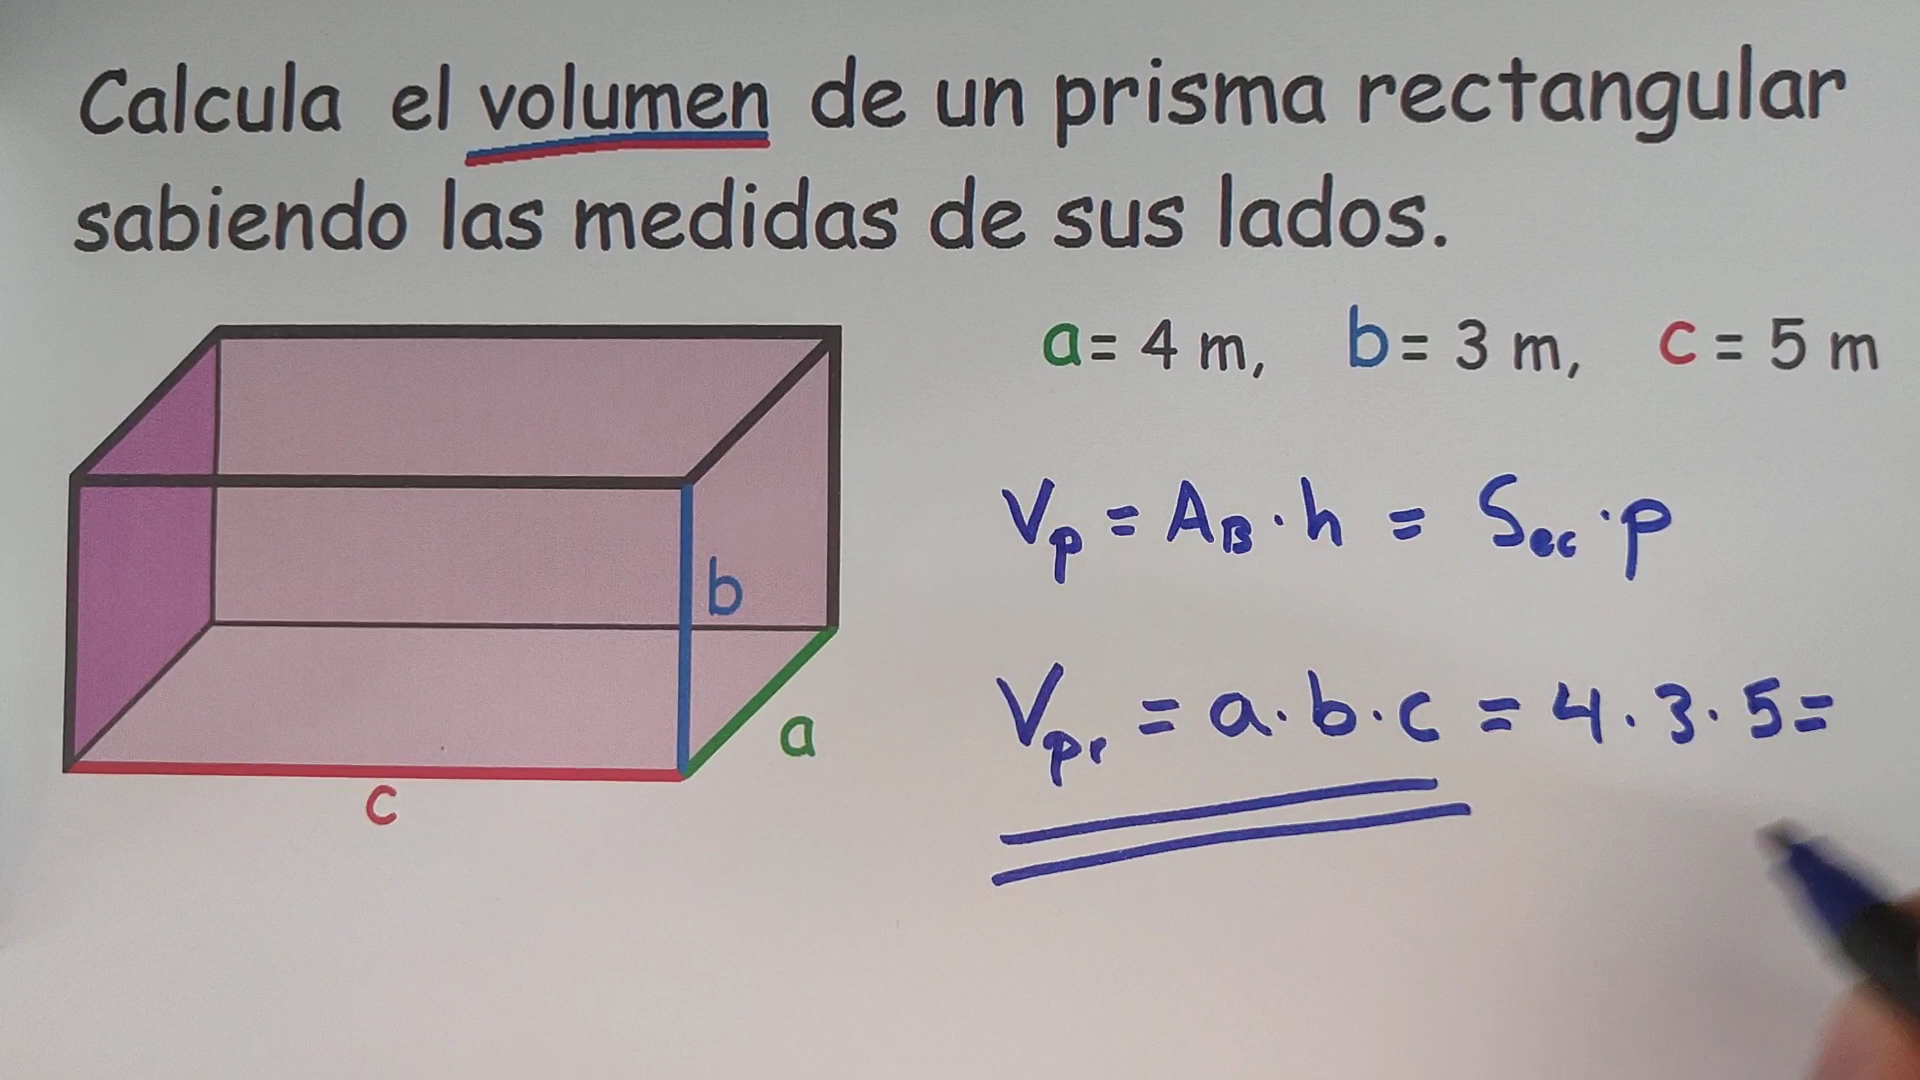 Calcula el volumen de un prisma rectangular
sabiendo las medidas de sus lados.
a = 4 m, b = 3 m, c = 5 m
Vp = AB · h = Sec · p
b
Vpr = a · b · c = 4 · 3 · 5 =
a
c